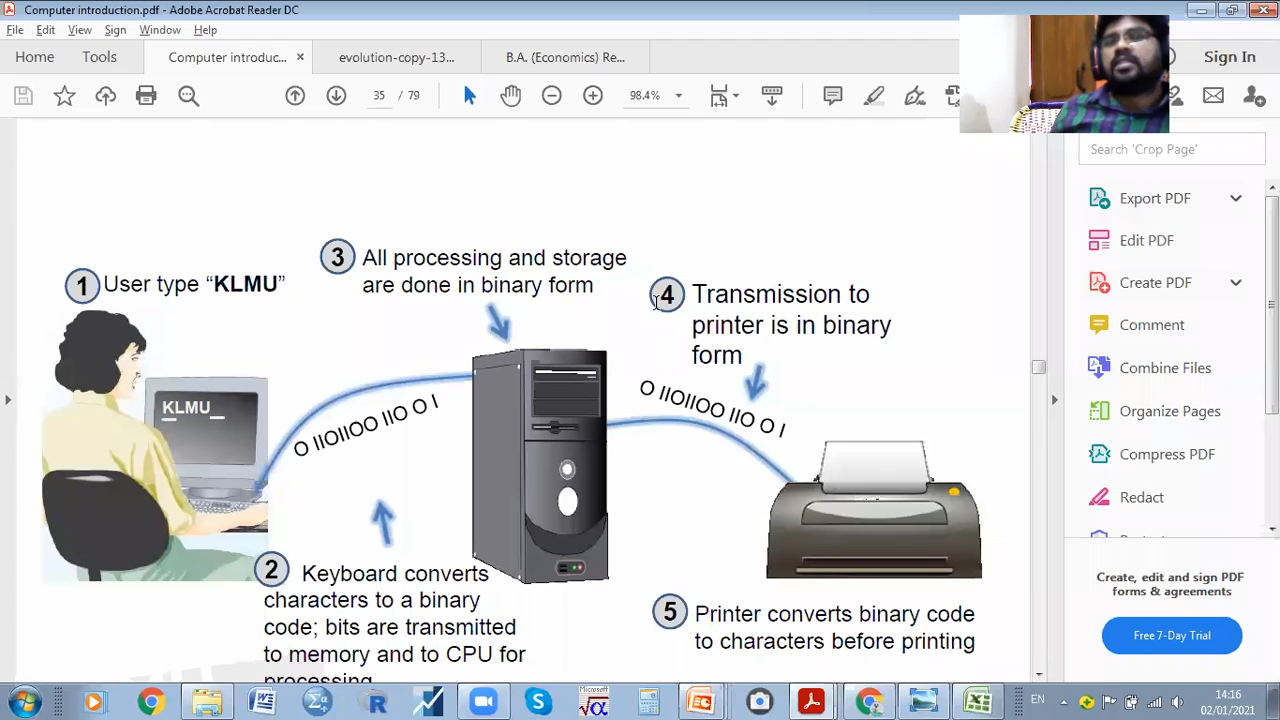 Computer introduction.pdf - Adobe Acrobat Reader DC
File Edit View Sign Window Help
Home Tools Computer introduc... × evolution-copy-13... B.A. (Economics) Re... Sign In
35 / 79 98.4%
Search 'Crop Page'
Export PDF
Edit PDF
Create PDF
Comment
Combine Files
Organize Pages
Compress PDF
Redact
Create, edit and sign PDF
forms & agreements
Free 7-Day Trial
1 User type “KLMU”
KLMU_
3 All processing and storage
are done in binary form
4 Transmission to
printer is in binary
form
O IIOIIOO IIO O I
O IIOIIOO IIO O I
2 Keyboard converts
characters to a binary
code; bits are transmitted
to memory and to CPU for
processing
5 Printer converts binary code
to characters before printing
Microsoft
EN 14:16
02/01/2021